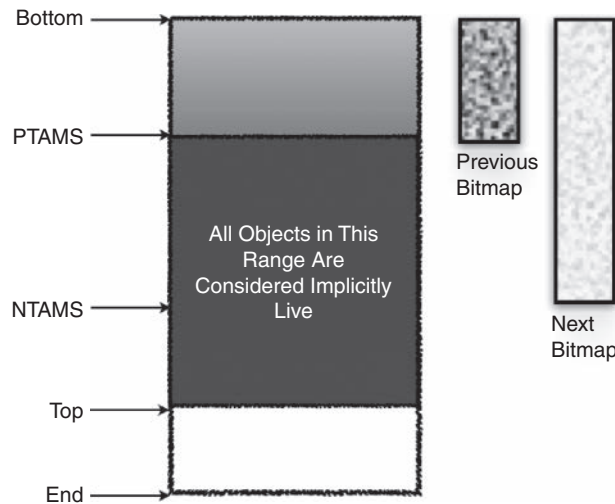 Bottom
PTAMS
NTAMS
Top
End
All Objects in This
Range Are
Considered Implicitly
Live
Previous
Bitmap
Next
Bitmap